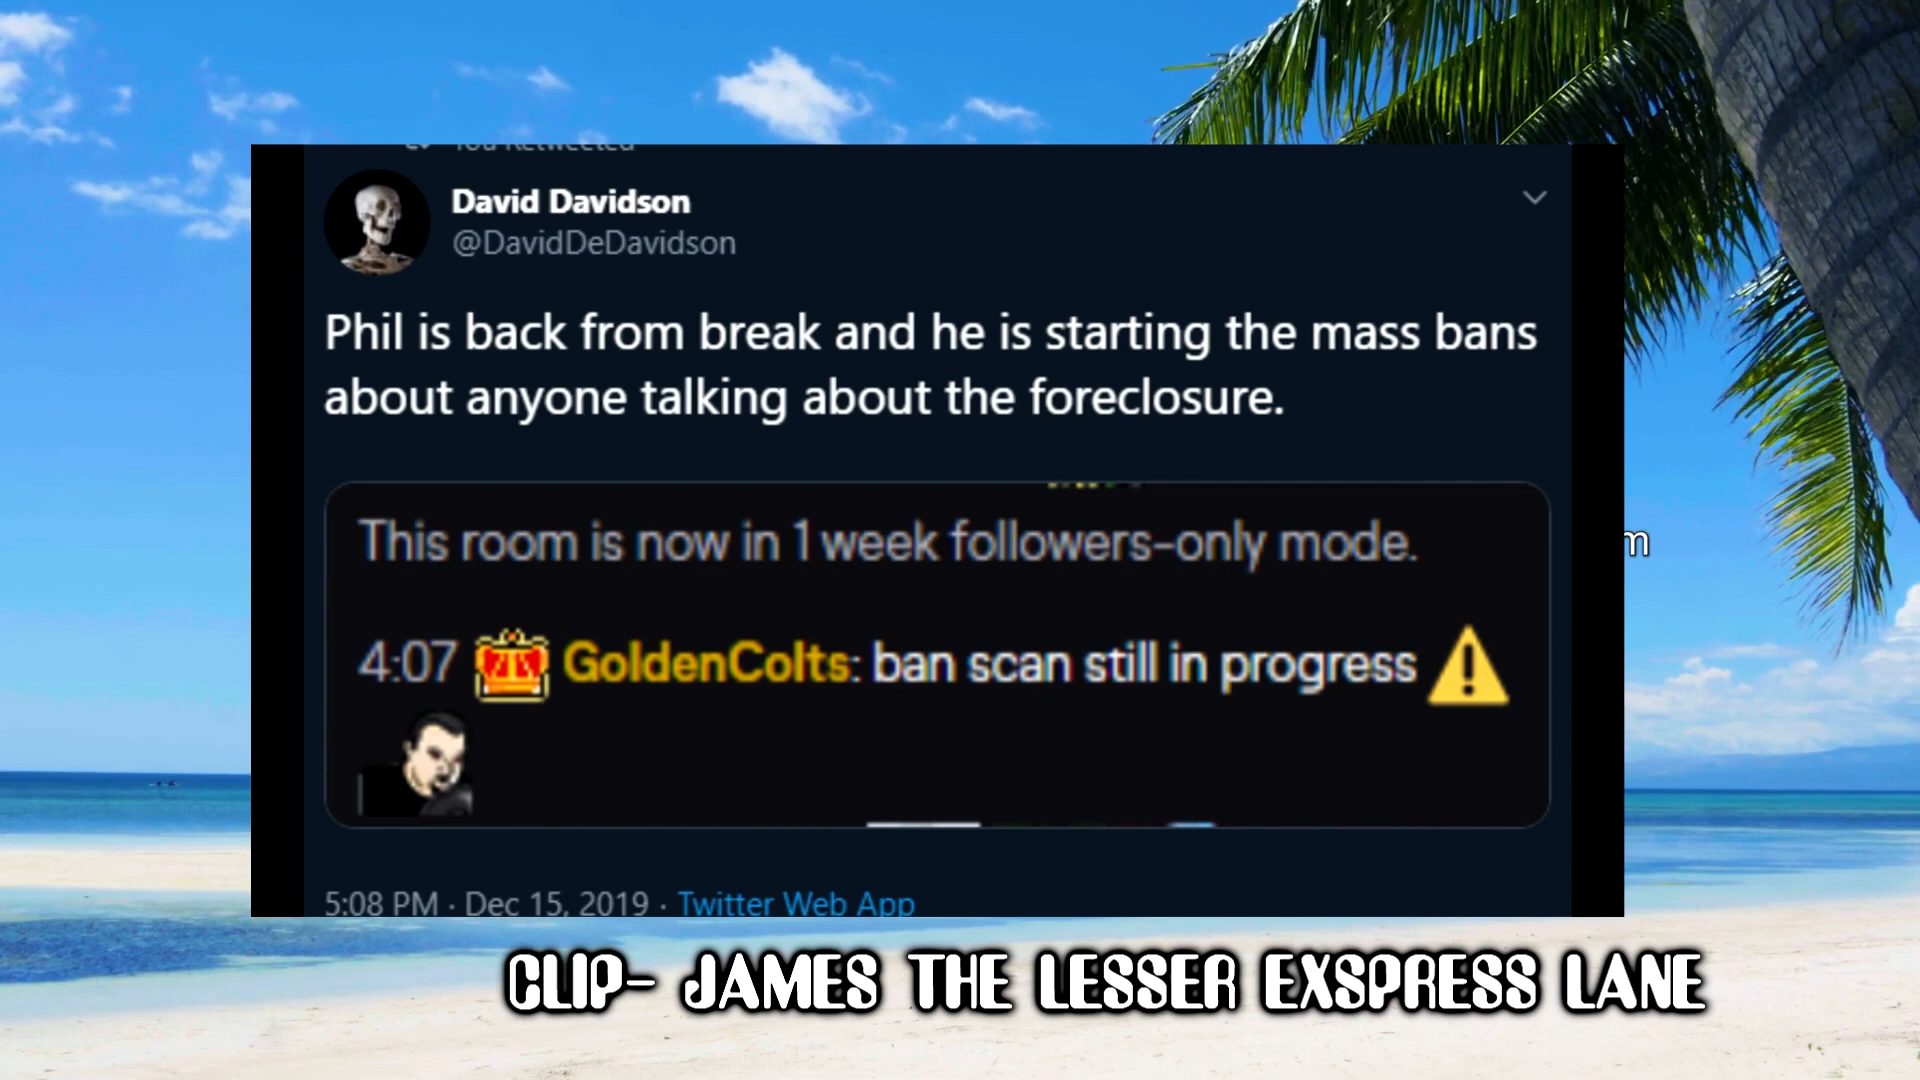 You Retweeted
David Davidson
@DavidDeDavidson
Phil is back from break and he is starting the mass bans
about anyone talking about the foreclosure.
This room is now in 1 week followers-only mode.
4:07 GoldenColts: ban scan still in progress
m
5:08 PM · Dec 15, 2019 · Twitter Web App
CLIP- JAMES THE LESSER EXSPRESS LANE